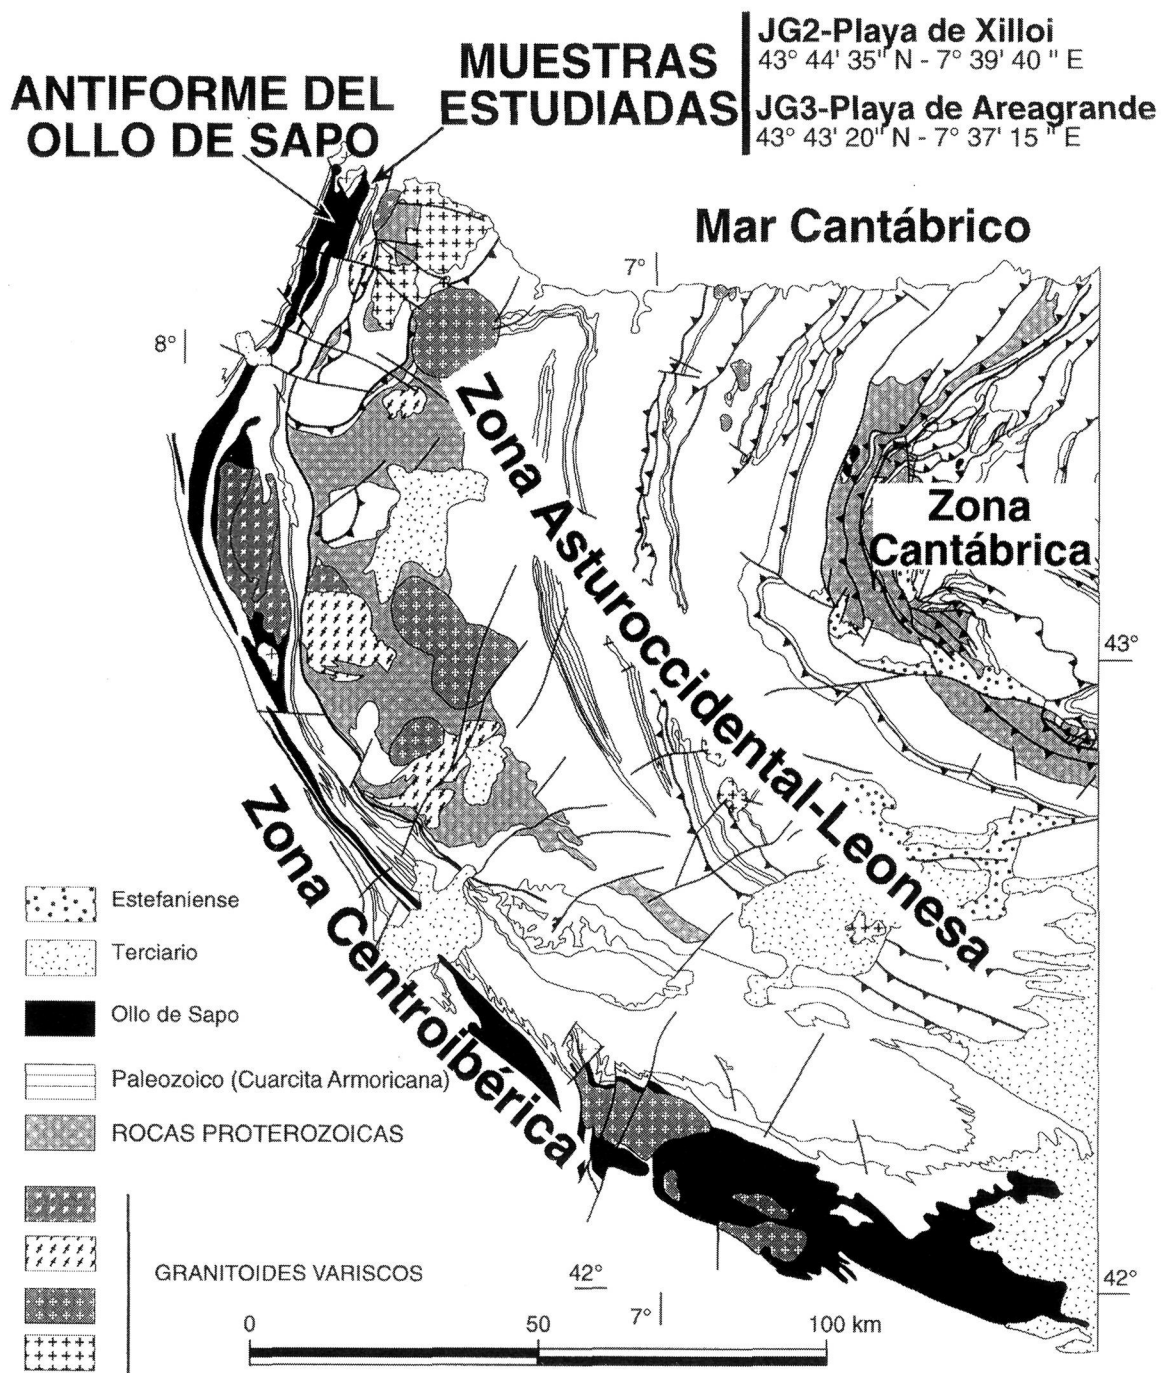 JG2-Playa de Xilloi
43° 44' 35" N - 7° 39' 40 " E
JG3-Playa de Areagrande
43° 43' 20" N - 7° 37' 15 " E
MUESTRAS
ESTUDIADAS
ANTIFORME DEL
OLLO DE SAPO
Mar Cantábrico
7°
8°
Zona Asturoccidental-Leonesa
Zona
Cantábrica
43°
Zona Centroibérica
Estefaniense
Terciario
Ollo de Sapo
Paleozoico (Cuarcita Armoricana)
ROCAS PROTEROZOICAS
GRANITOIDES VARISCOS
42°
42°
7°
0 50 100 km